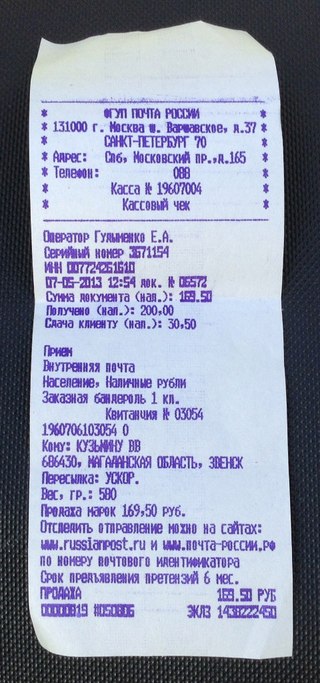 ФГУП ПОЧТА РОССИИ
* 131000 г. Москва ш. Варшавское, д.37 *
* САНКТ-ПЕТЕРБУРГ 70 *
* Адрес: Спб, Московский пр.,д.165 *
* Телефон: 088 *
* Касса № 19607004 *
* Кассовый чек *
Оператор Гулыменко Е.А.
Серийный номер 3671154
ИНН 007724261610
07-05-2013 12:54 док. № 06572
Сумма документа (нал.): 169.50
Получено (нал.): 200,00
Сдача клиенту (нал.): 30,50
Прием
Внутренняя почта
Население, Наличные рубли
Заказная бандероль 1 кл.
Квитанция № 03054
1960706103054 0
Кому: КУЗЬМИНУ ВВ
686430, МАГАДАНСКАЯ ОБЛАСТЬ, ЭВЕНСК
Пересылка: УСКОР.
Вес, гр.: 580
Продажа марок 169,50 РУБ.
Отследить отправление можно на сайтах:
www.russianpost.ru и www.почта-россии.рф
по номеру почтового идентификатора
Срок предъявления претензий 6 мес.
ПРОДАЖА 169.50 РУБ
00000819 #050806 ЭКЛЗ 1438222450